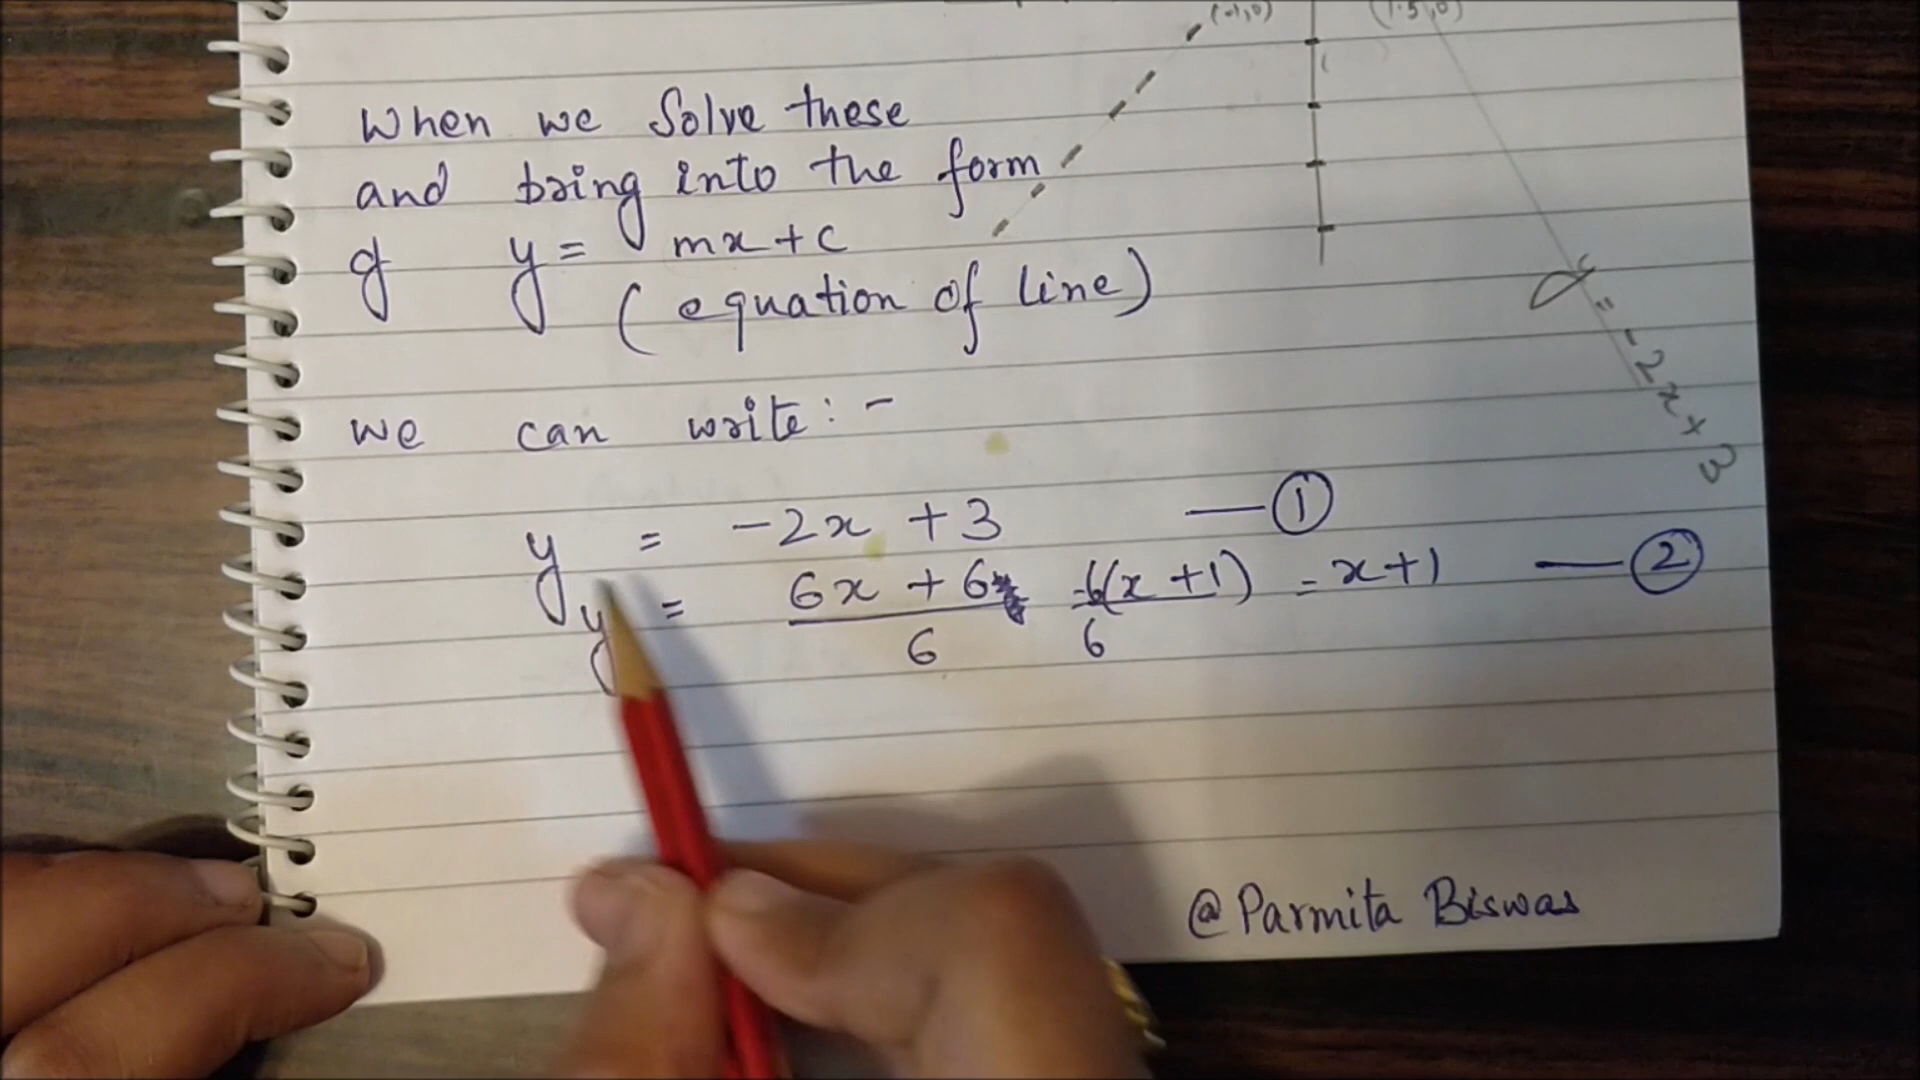 (-1,0)
(1.5,0)
When we Solve these
and bring into the form
of y = mx + c
(equation of line)
y = -2x + 3
we can write: -
y = -2x + 3 — ①
y = 6x + 6 / 6 = 6(x + 1) / 6 = x + 1 — ②
@Parmita Biswas